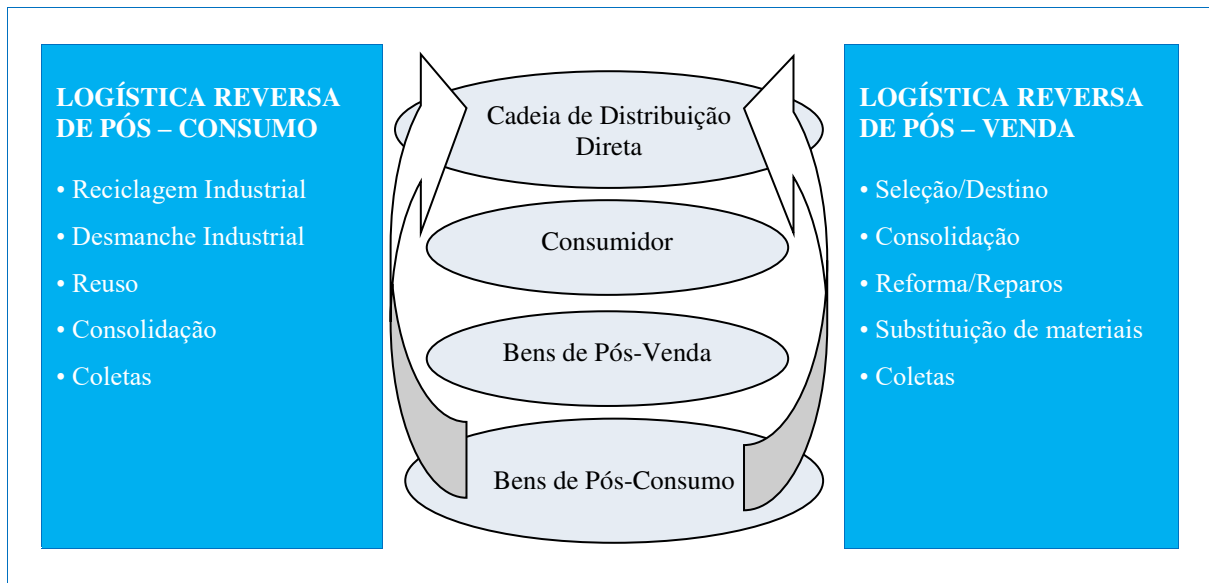 LOGÍSTICA REVERSA
DE PÓS – CONSUMO
• Reciclagem Industrial
• Desmanche Industrial
• Reuso
• Consolidação
• Coletas
Cadeia de Distribuição
Direta
Consumidor
Bens de Pós-Venda
Bens de Pós-Consumo
LOGÍSTICA REVERSA
DE PÓS – VENDA
• Seleção/Destino
• Consolidação
• Reforma/Reparos
• Substituição de materiais
• Coletas